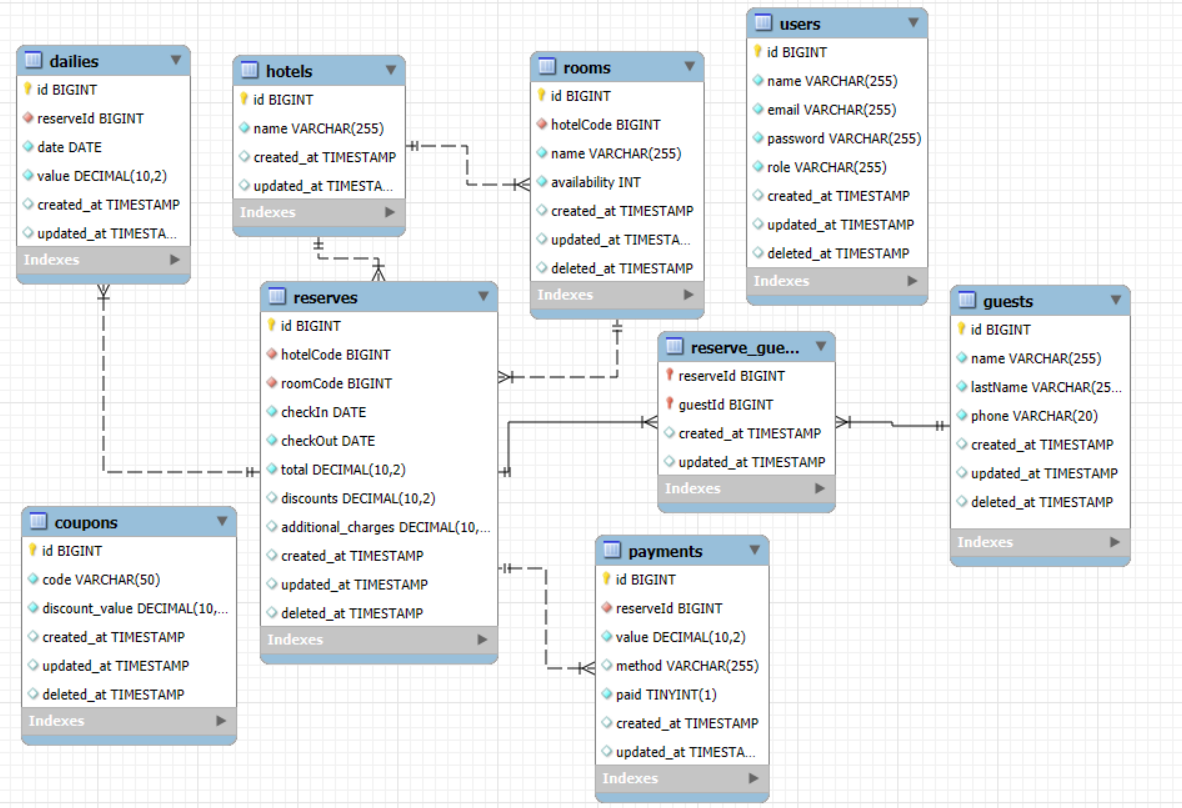 dailies
id BIGINT
reserveId BIGINT
date DATE
value DECIMAL(10,2)
created_at TIMESTAMP
updated_at TIMESTA...
Indexes
hotels
id BIGINT
name VARCHAR(255)
created_at TIMESTAMP
updated_at TIMESTA...
Indexes
rooms
id BIGINT
hotelCode BIGINT
name VARCHAR(255)
availability INT
created_at TIMESTAMP
updated_at TIMESTA...
deleted_at TIMESTAMP
Indexes
users
id BIGINT
name VARCHAR(255)
email VARCHAR(255)
password VARCHAR(255)
role VARCHAR(255)
created_at TIMESTAMP
updated_at TIMESTAMP
deleted_at TIMESTAMP
Indexes
reserves
id BIGINT
hotelCode BIGINT
roomCode BIGINT
checkIn DATE
checkOut DATE
total DECIMAL(10,2)
discounts DECIMAL(10,2)
additional_charges DECIMAL(10,...
created_at TIMESTAMP
updated_at TIMESTAMP
deleted_at TIMESTAMP
Indexes
reserve_gue...
reserveId BIGINT
guestId BIGINT
created_at TIMESTAMP
updated_at TIMESTAMP
Indexes
guests
id BIGINT
name VARCHAR(255)
lastName VARCHAR(25...
phone VARCHAR(20)
created_at TIMESTAMP
updated_at TIMESTAMP
deleted_at TIMESTAMP
Indexes
coupons
id BIGINT
code VARCHAR(50)
discount_value DECIMAL(10,...
created_at TIMESTAMP
updated_at TIMESTAMP
deleted_at TIMESTAMP
Indexes
payments
id BIGINT
reserveId BIGINT
value DECIMAL(10,2)
method VARCHAR(255)
paid TINYINT(1)
created_at TIMESTAMP
updated_at TIMESTA...
Indexes